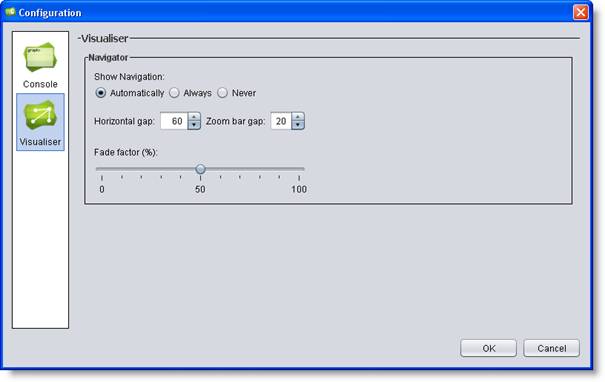 Configuration
Console
Visualiser
Visualiser
Navigator
Show Navigation:
Automatically Always Never
Horizontal gap: 60 Zoom bar gap: 20
Fade factor (%):
0 50 100
OK Cancel